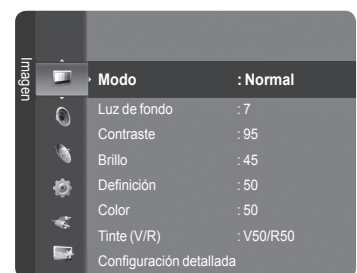 Imagen
Modo : Normal
Luz de fondo : 7
Contraste : 95
Brillo : 45
Definición : 50
Color : 50
Tinte (V/R) : V50/R50
Configuración detallada